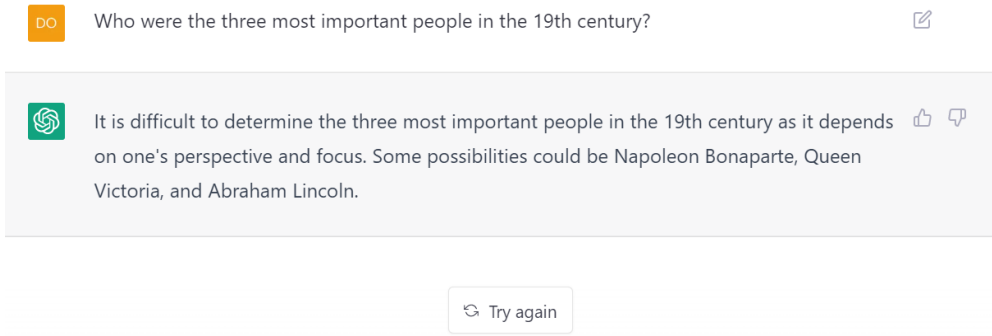 DO
Who were the three most important people in the 19th century?
It is difficult to determine the three most important people in the 19th century as it depends
on one's perspective and focus. Some possibilities could be Napoleon Bonaparte, Queen
Victoria, and Abraham Lincoln.
Try again